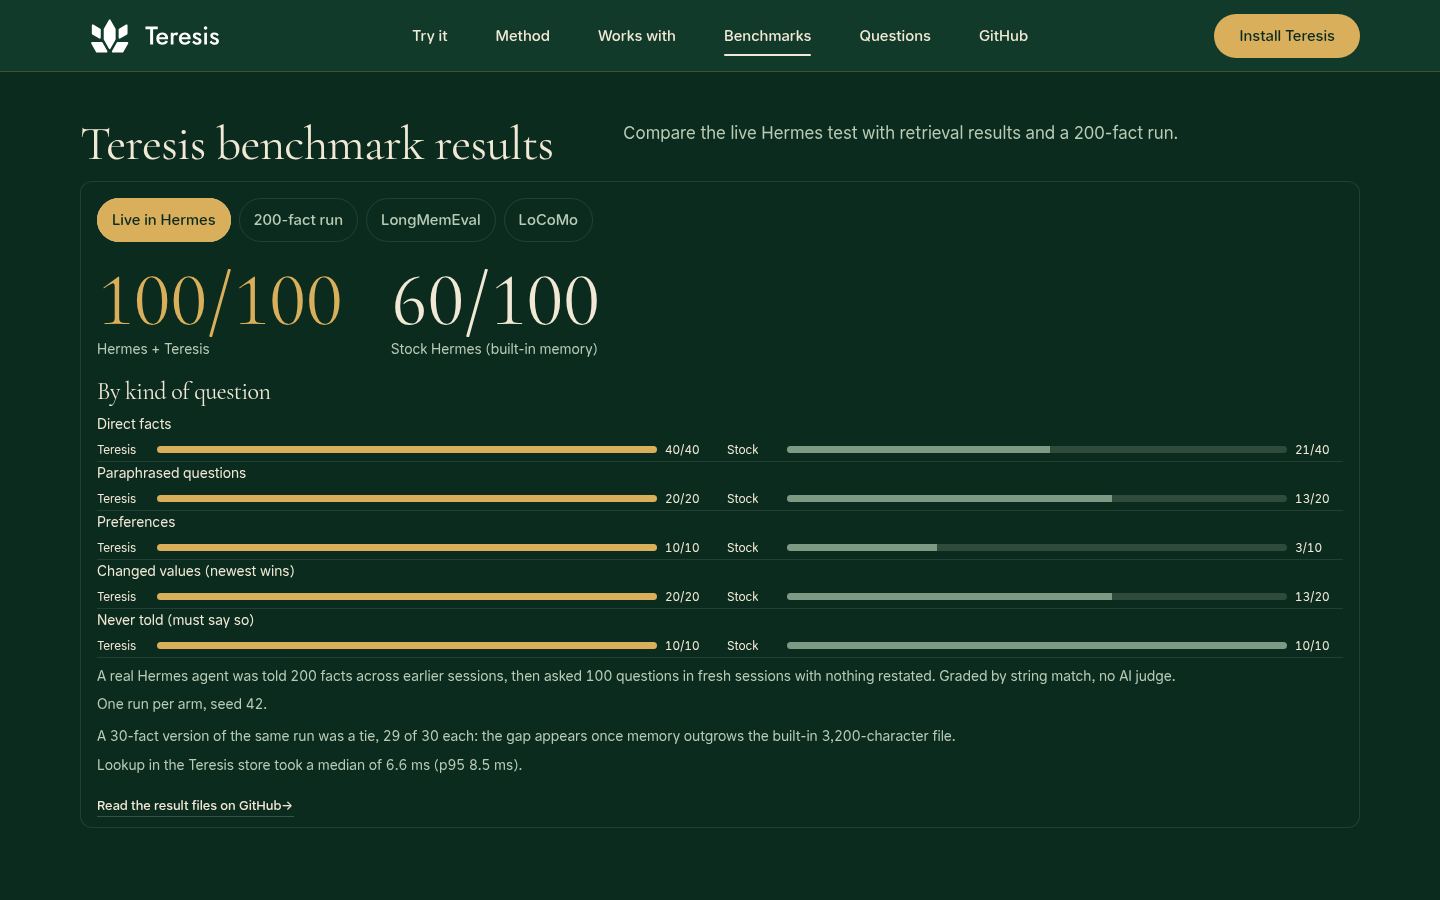 Teresis
Try it
Method
Works with
Benchmarks
Questions
GitHub
Install Teresis
Teresis benchmark results
Compare the live Hermes test with retrieval results and a 200-fact run.
Live in Hermes
200-fact run
LongMemEval
LoCoMo
100/100
Hermes + Teresis
60/100
Stock Hermes (built-in memory)
By kind of question
Direct facts
Teresis 40/40 Stock 21/40
Paraphrased questions
Teresis 20/20 Stock 13/20
Preferences
Teresis 10/10 Stock 3/10
Changed values (newest wins)
Teresis 20/20 Stock 13/20
Never told (must say so)
Teresis 10/10 Stock 10/10
A real Hermes agent was told 200 facts across earlier sessions, then asked 100 questions in fresh sessions with nothing restated. Graded by string match, no AI judge.
One run per arm, seed 42.
A 30-fact version of the same run was a tie, 29 of 30 each: the gap appears once memory outgrows the built-in 3,200-character file.
Lookup in the Teresis store took a median of 6.6 ms (p95 8.5 ms).
Read the result files on GitHub→